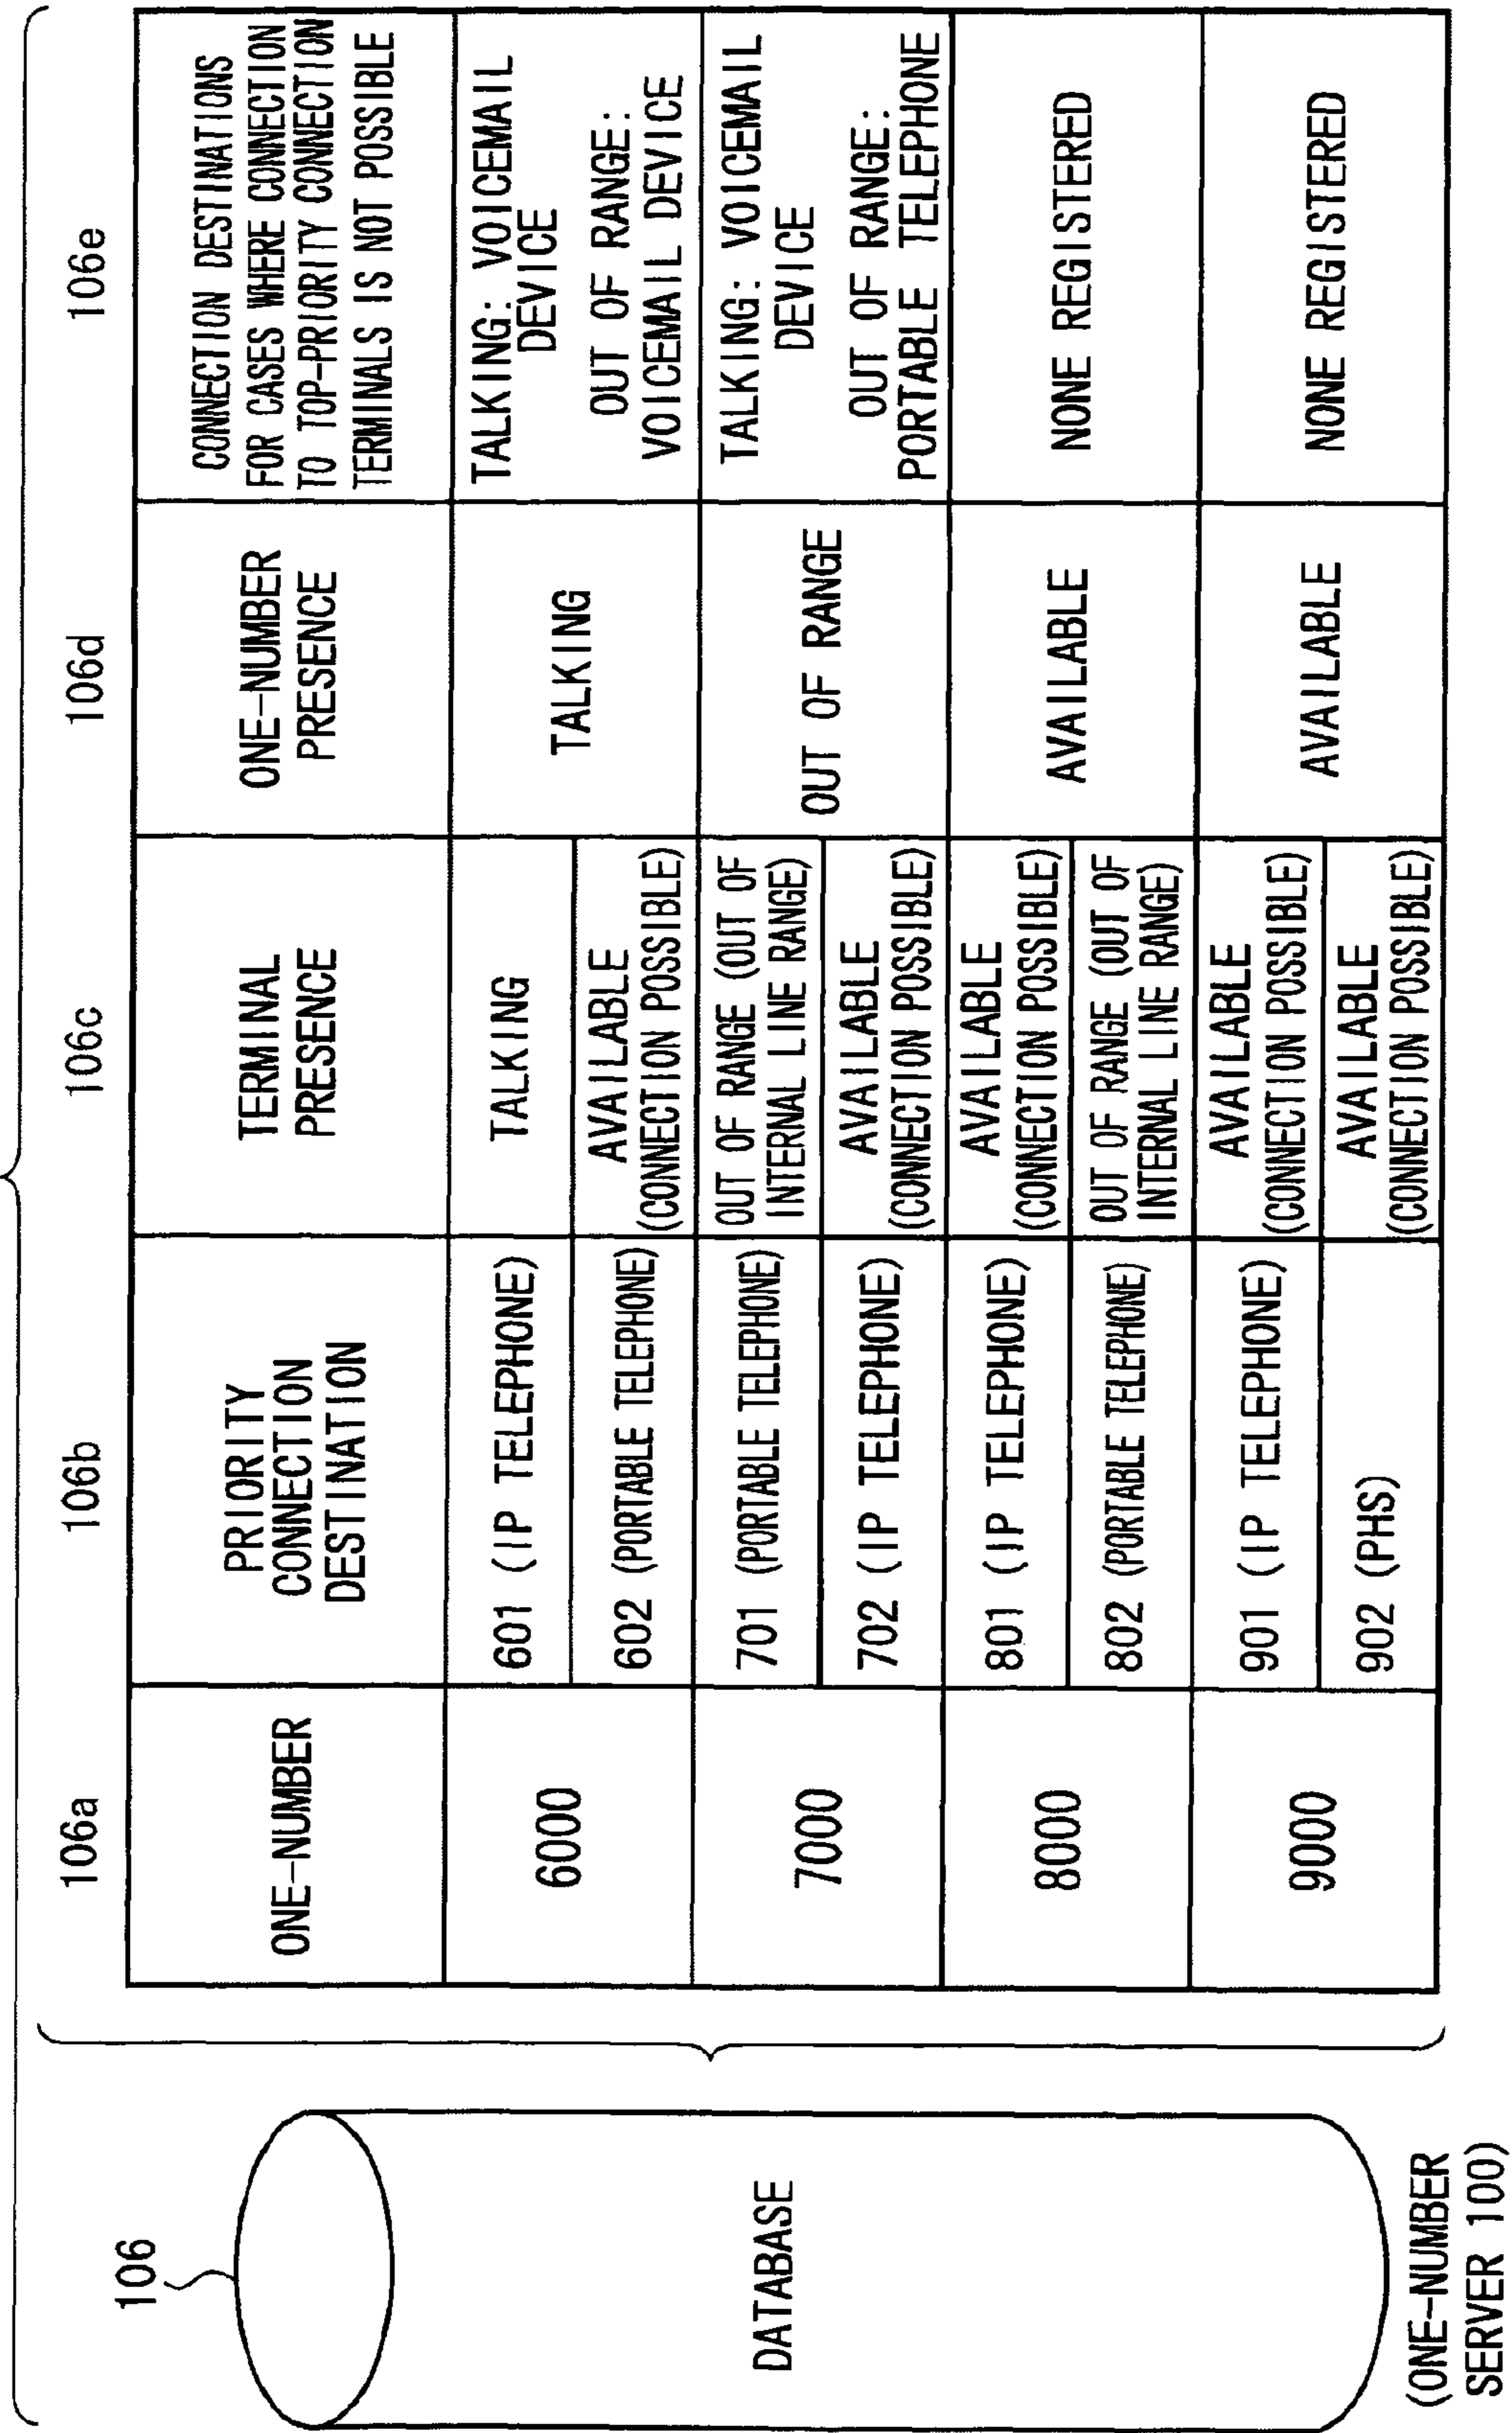 106
DATABASE
(ONE-NUMBER
SERVER 100)
106a
106b
106c
106d
106e
ONE-NUMBER
PRIORITY
CONNECTION
DESTINATION
TERMINAL
PRESENCE
ONE-NUMBER
PRESENCE
CONNECTION DESTINATIONS
FOR CASES WHERE CONNECTION
TO TOP-PRIORITY CONNECTION
TERMINALS IS NOT POSSIBLE
6000
601 (IP TELEPHONE)
TALKING
602 (PORTABLE TELEPHONE)
AVAILABLE
(CONNECTION POSSIBLE)
TALKING
TALKING: VOICEMAIL
DEVICE
OUT OF RANGE:
VOICEMAIL DEVICE
7000
701 (PORTABLE TELEPHONE)
OUT OF RANGE (OUT OF
INTERNAL LINE RANGE)
702 (IP TELEPHONE)
AVAILABLE
(CONNECTION POSSIBLE)
OUT OF RANGE
TALKING: VOICEMAIL
DEVICE
OUT OF RANGE:
PORTABLE TELEPHONE
8000
801 (IP TELEPHONE)
AVAILABLE
(CONNECTION POSSIBLE)
802 (PORTABLE TELEPHONE)
OUT OF RANGE (OUT OF
INTERNAL LINE RANGE)
AVAILABLE
NONE REGISTERED
9000
901 (IP TELEPHONE)
AVAILABLE
(CONNECTION POSSIBLE)
902 (PHS)
AVAILABLE
(CONNECTION POSSIBLE)
AVAILABLE
NONE REGISTERED